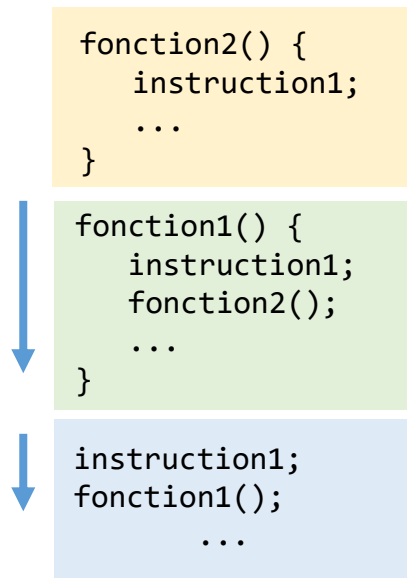 fonction2() {
instruction1;
...
}
fonction1() {
instruction1;
fonction2();
...
}
instruction1;
fonction1();
...